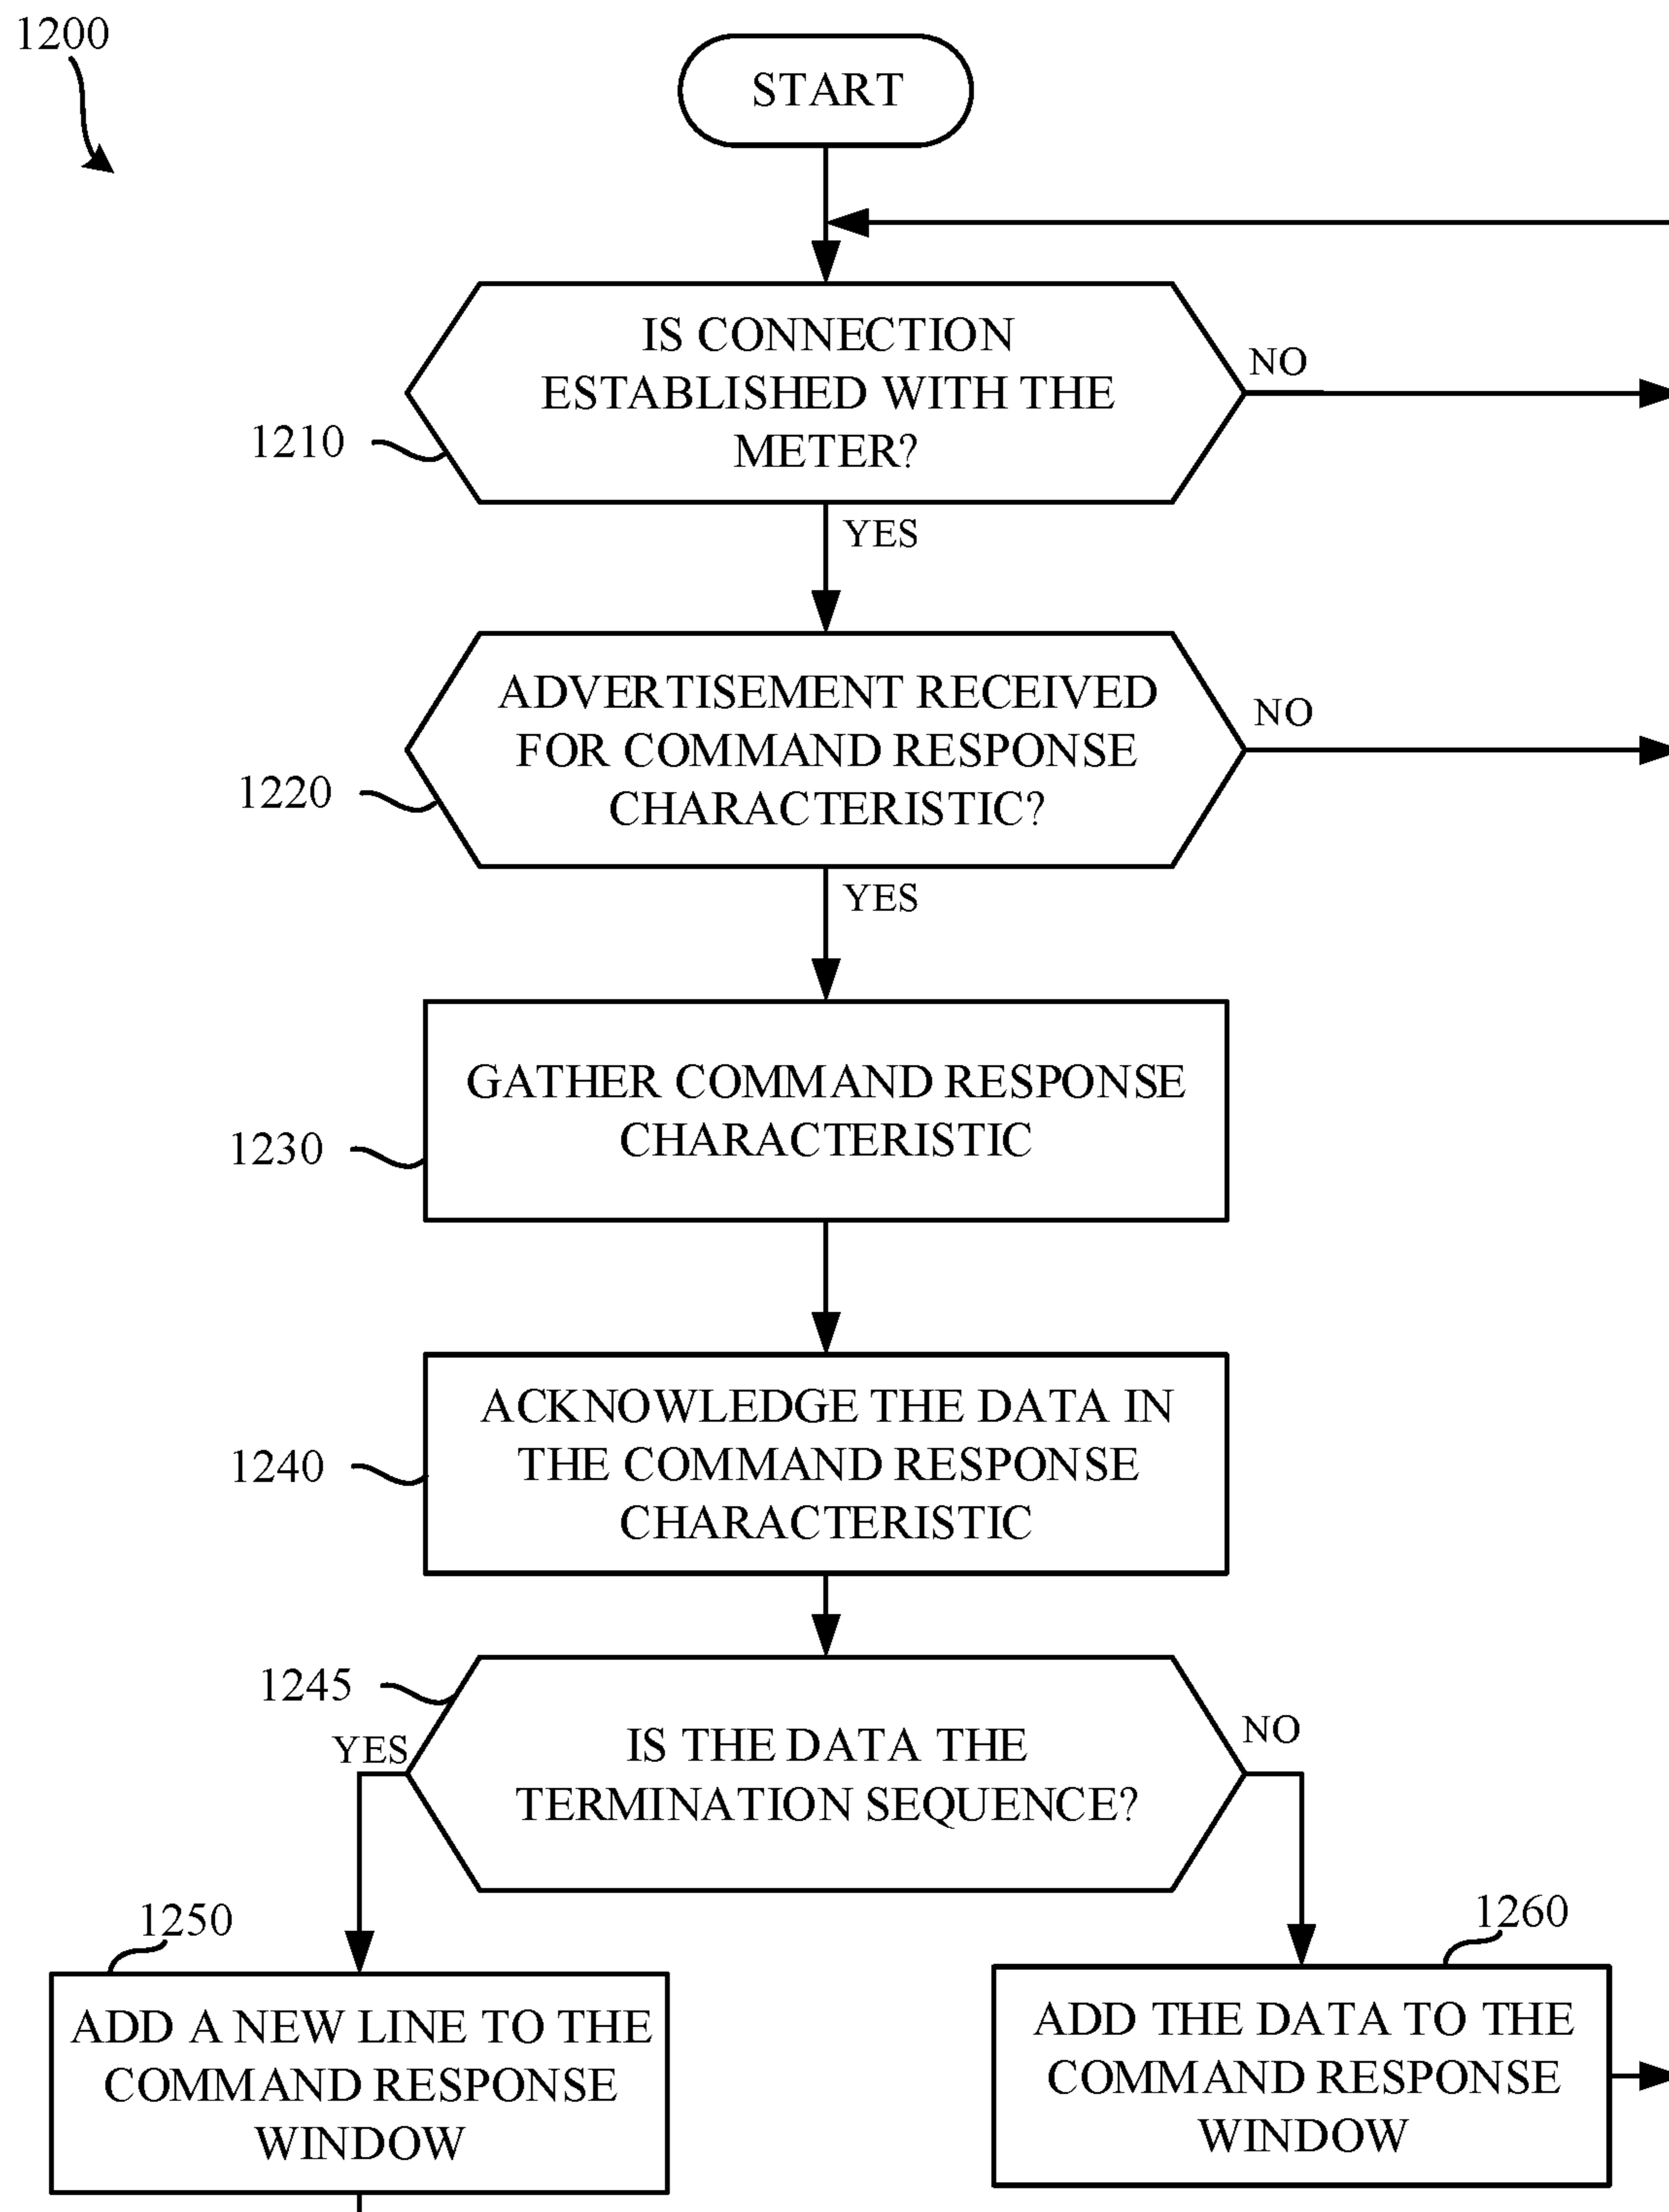 1200
START
IS CONNECTION
ESTABLISHED WITH THE
METER?
NO
1210
YES
ADVERTISEMENT RECEIVED
FOR COMMAND RESPONSE
CHARACTERISTIC?
NO
1220
YES
GATHER COMMAND RESPONSE
CHARACTERISTIC
1230
ACKNOWLEDGE THE DATA IN
THE COMMAND RESPONSE
CHARACTERISTIC
1240
1245
IS THE DATA THE
TERMINATION SEQUENCE?
YES
NO
1250
ADD A NEW LINE TO THE
COMMAND RESPONSE
WINDOW
1260
ADD THE DATA TO THE
COMMAND RESPONSE
WINDOW